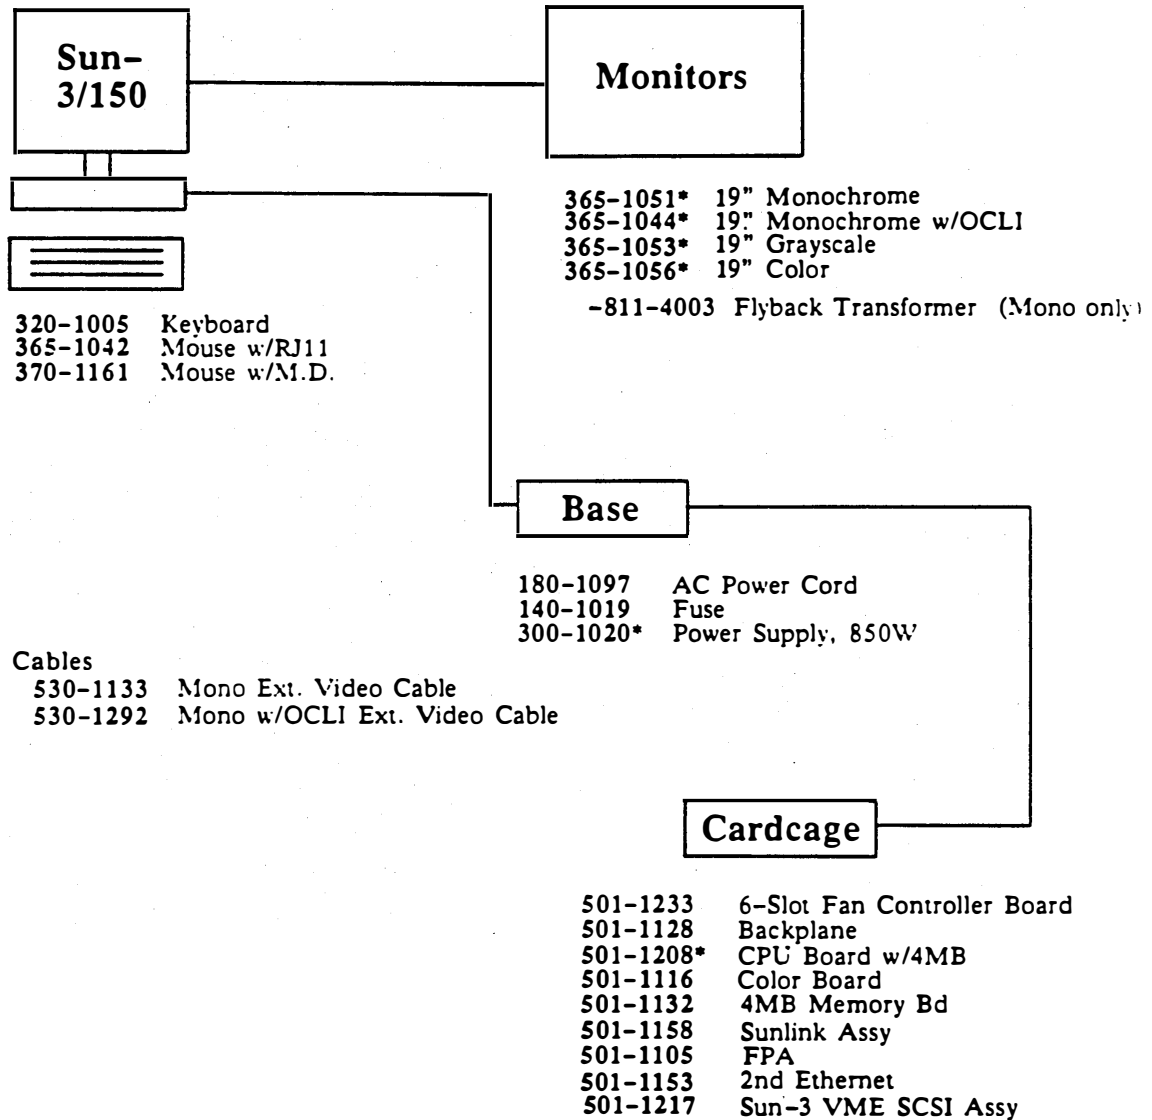 Sun-
3/150
Monitors
365-1051* 19" Monochrome
365-1044* 19" Monochrome w/OCLI
365-1053* 19" Grayscale
365-1056* 19" Color
-811-4003 Flyback Transformer (Mono only)
320-1005 Keyboard
365-1042 Mouse w/RJ11
370-1161 Mouse w/M.D.
Base
180-1097 AC Power Cord
140-1019 Fuse
300-1020* Power Supply, 850W
Cables
530-1133 Mono Ext. Video Cable
530-1292 Mono w/OCLI Ext. Video Cable
Cardcage
501-1233 6-Slot Fan Controller Board
501-1128 Backplane
501-1208* CPU Board w/4MB
501-1116 Color Board
501-1132 4MB Memory Bd
501-1158 Sunlink Assy
501-1105 FPA
501-1153 2nd Ethernet
501-1217 Sun-3 VME SCSI Assy